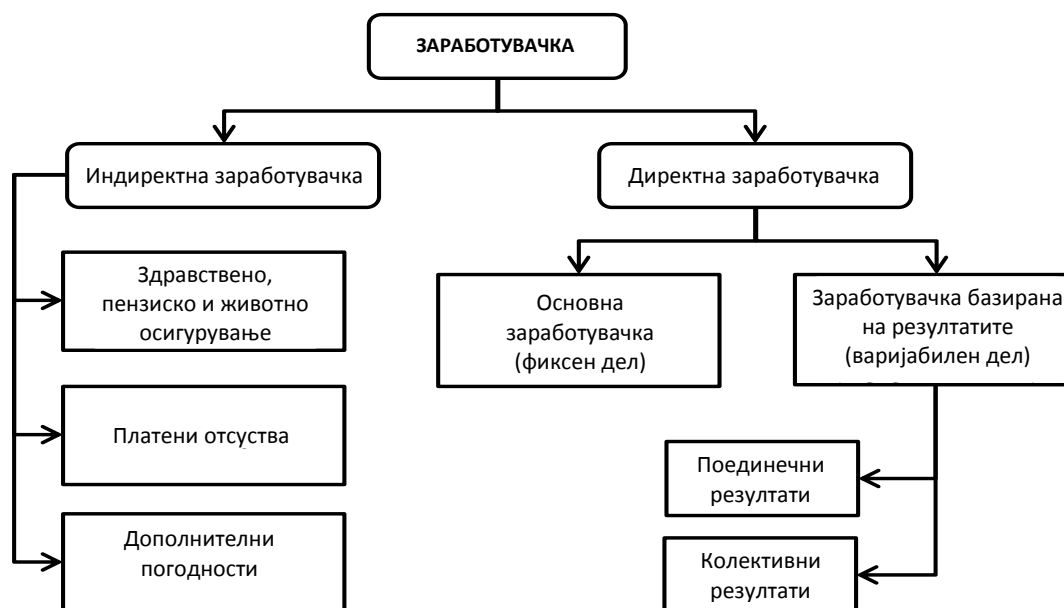 ЗАРАБОТУВАЧКА
Индиректна заработувачка
Директна заработувачка
Здравствено,
пензиско и животно
осигурување
Основна
заработувачка
(фиксен дел)
Заработувачка базирана
на резултатите
(варијабилен дел)
Платени отсуства
Поединечни
резултати
Дополнителни
погодности
Колективни
резултати